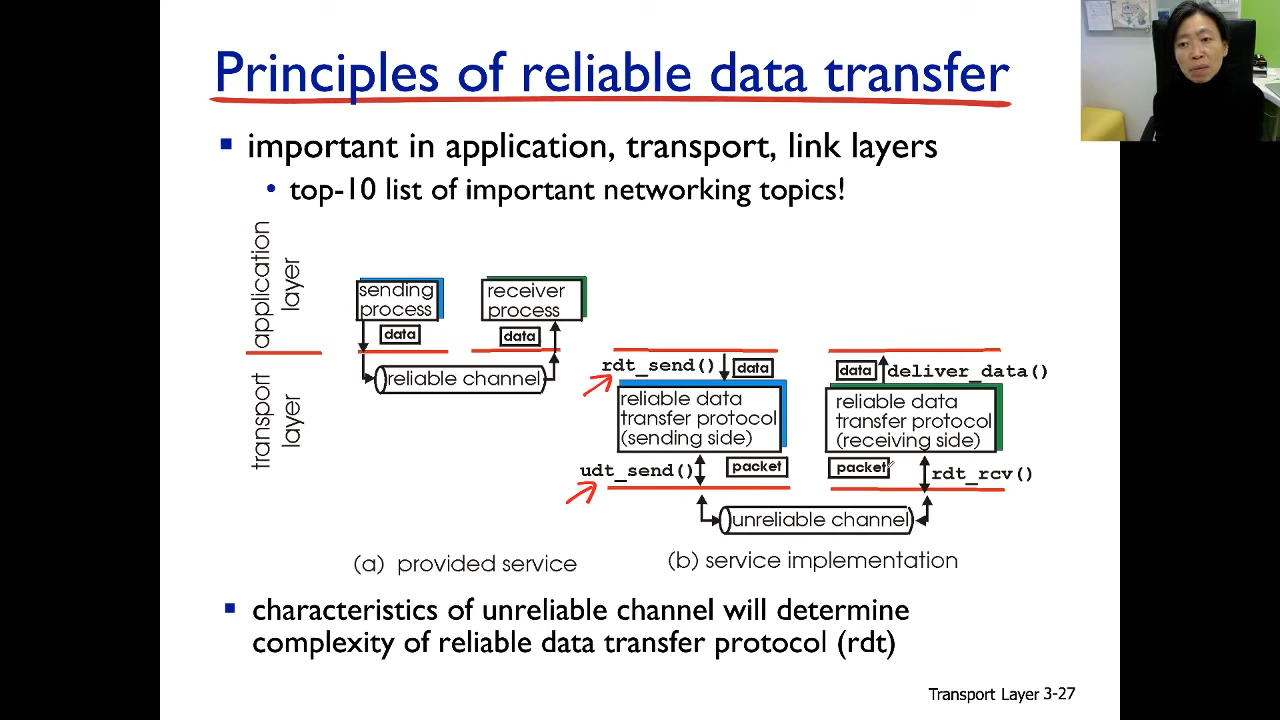 Principles of reliable data transfer
▪ important in application, transport, link layers
• top-10 list of important networking topics!
application
layer
transport
layer
sending
process
data
receiver
process
data
reliable channel
(a) provided service
rdt_send()
data
reliable data
transfer protocol
(sending side)
udt_send()
packet
data
deliver_data()
reliable data
transfer protocol
(receiving side)
packet
rdt_rcv()
unreliable channel
(b) service implementation
▪ characteristics of unreliable channel will determine
complexity of reliable data transfer protocol (rdt)
Transport Layer 3-27